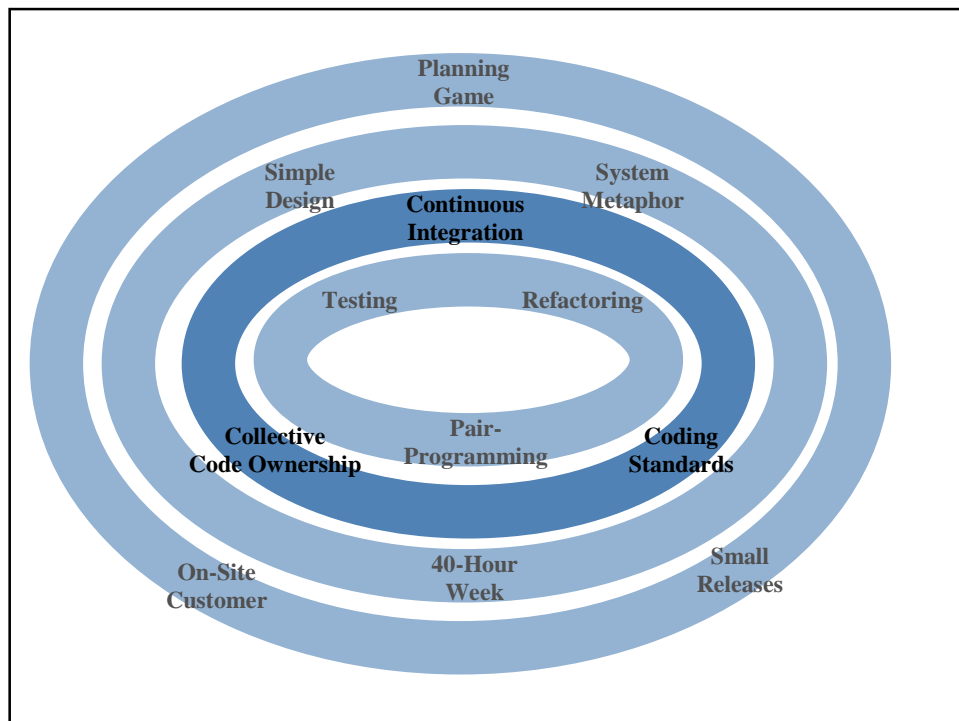 Planning
Game
Simple
Design
System
Metaphor
Continuous
Integration
Testing
Refactoring
Pair-
Programming
Collective
Code Ownership
Coding
Standards
40-Hour
Week
On-Site
Customer
Small
Releases